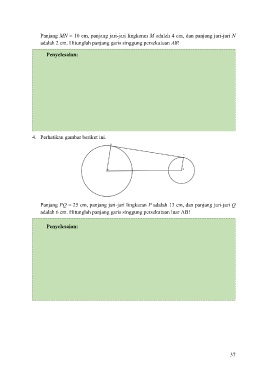 Panjang MN = 10 cm, panjang jari-jari lingkaran M adalah 4 cm, dan panjang jari-jari N
adalah 2 cm. Hitunglah panjang garis singgung persekutuan AB!
Penyelesaian:
4. Perhatikan gambar berikut ini.
Panjang PQ = 25 cm, panjang jari-jari lingkaran P adalah 13 cm, dan panjang jari-jari Q
adalah 6 cm. Hitunglah panjang garis singgung persekutuan luar AB!
Penyelesaian:
37